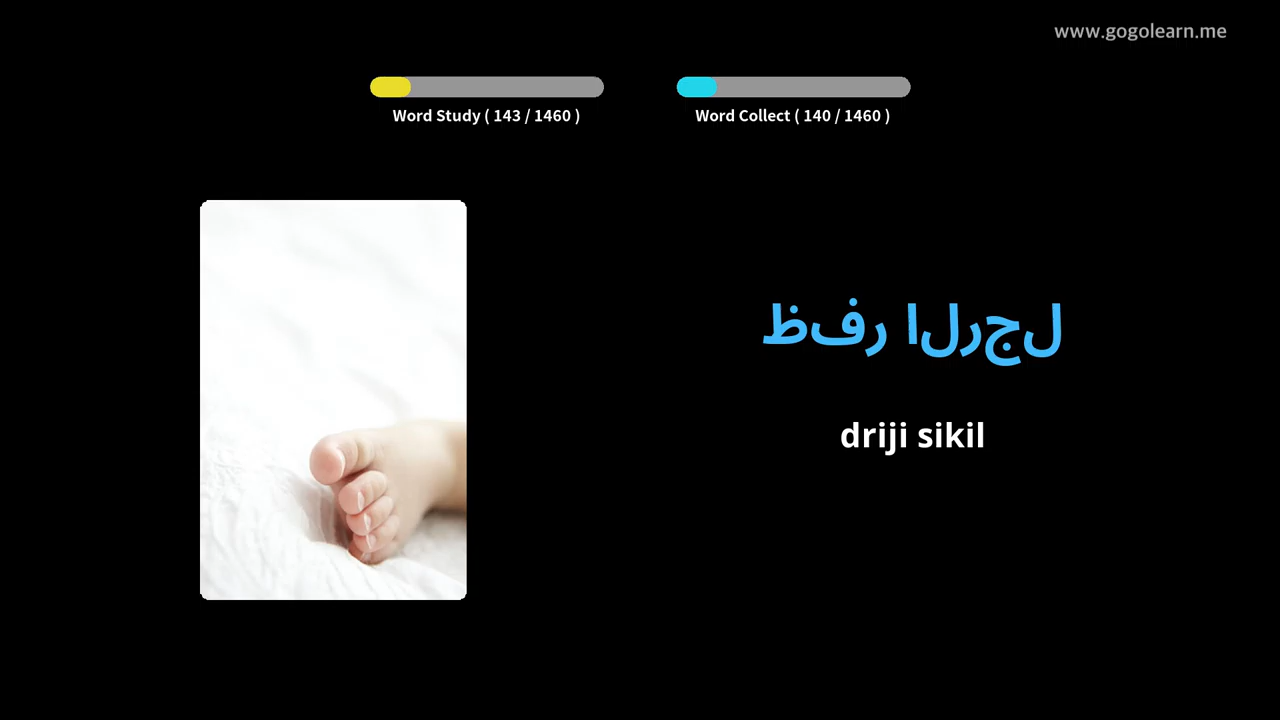 www.gogolearn.me
Word Study ( 143 / 1460 )
Word Collect ( 140 / 1460 )
ظفر الرجل
driji sikil